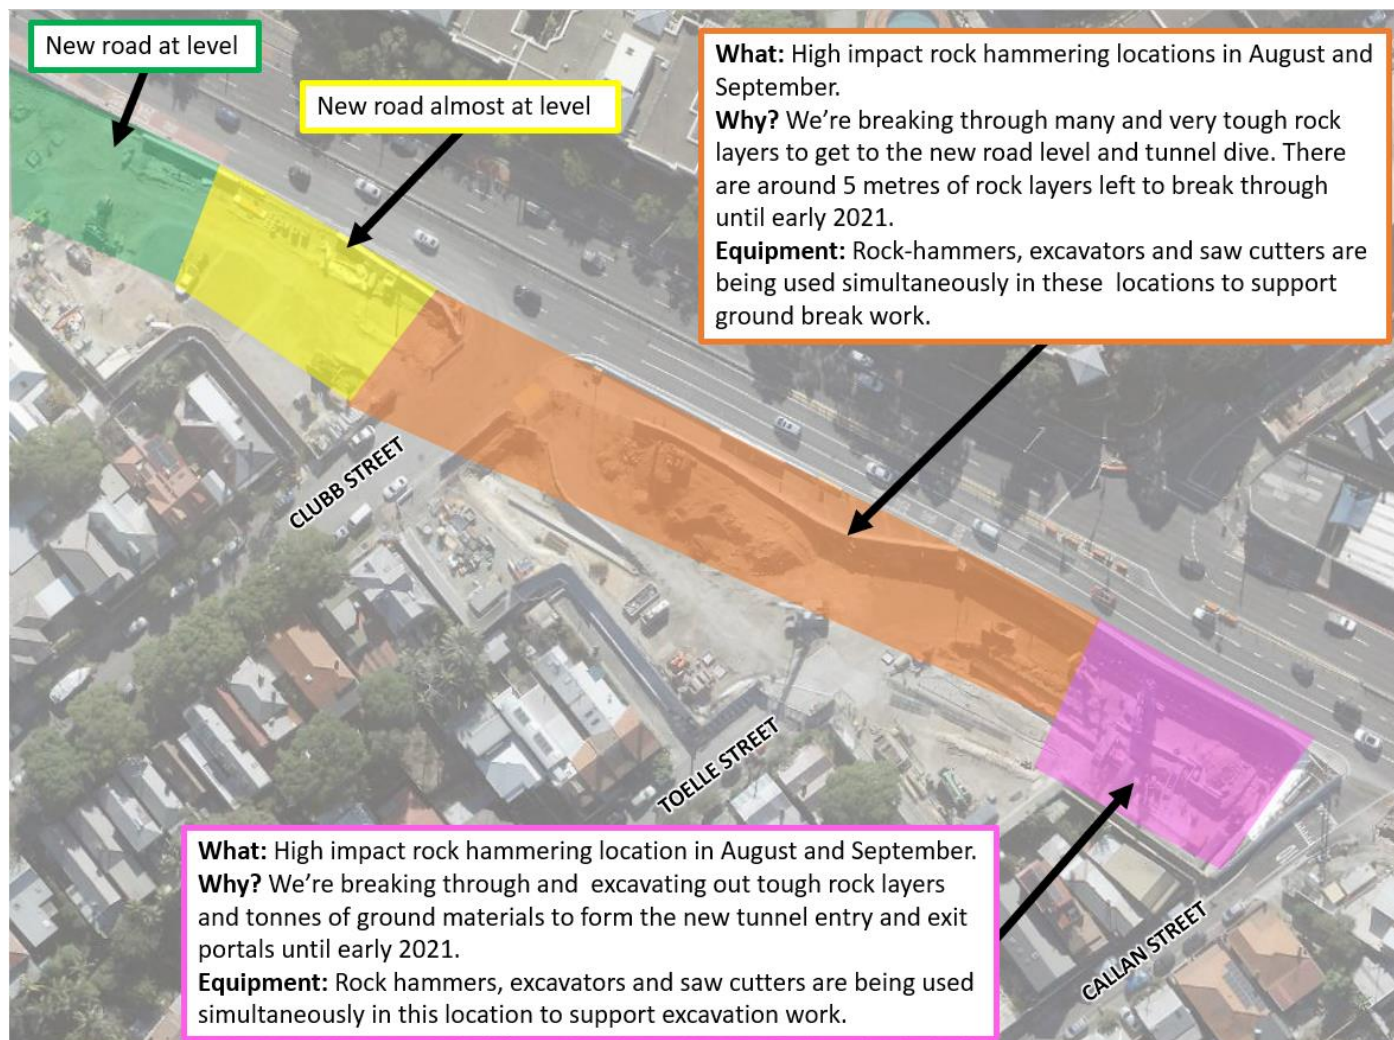 New road at level
New road almost at level
What: High impact rock hammering locations in August and
September.
Why? We’re breaking through many and very tough rock
layers to get to the new road level and tunnel dive. There
are around 5 metres of rock layers left to break through
until early 2021.
Equipment: Rock-hammers, excavators and saw cutters are
being used simultaneously in these  locations to support
ground break work.
CLUBB STREET
TOELLE STREET
CALLAN STREET
What: High impact rock hammering location in August and September.
Why? We’re breaking through and  excavating out tough rock layers
and tonnes of ground materials to form the new tunnel entry and exit
portals until early 2021.
Equipment: Rock hammers, excavators and saw cutters are being used
simultaneously in this location to support excavation work.